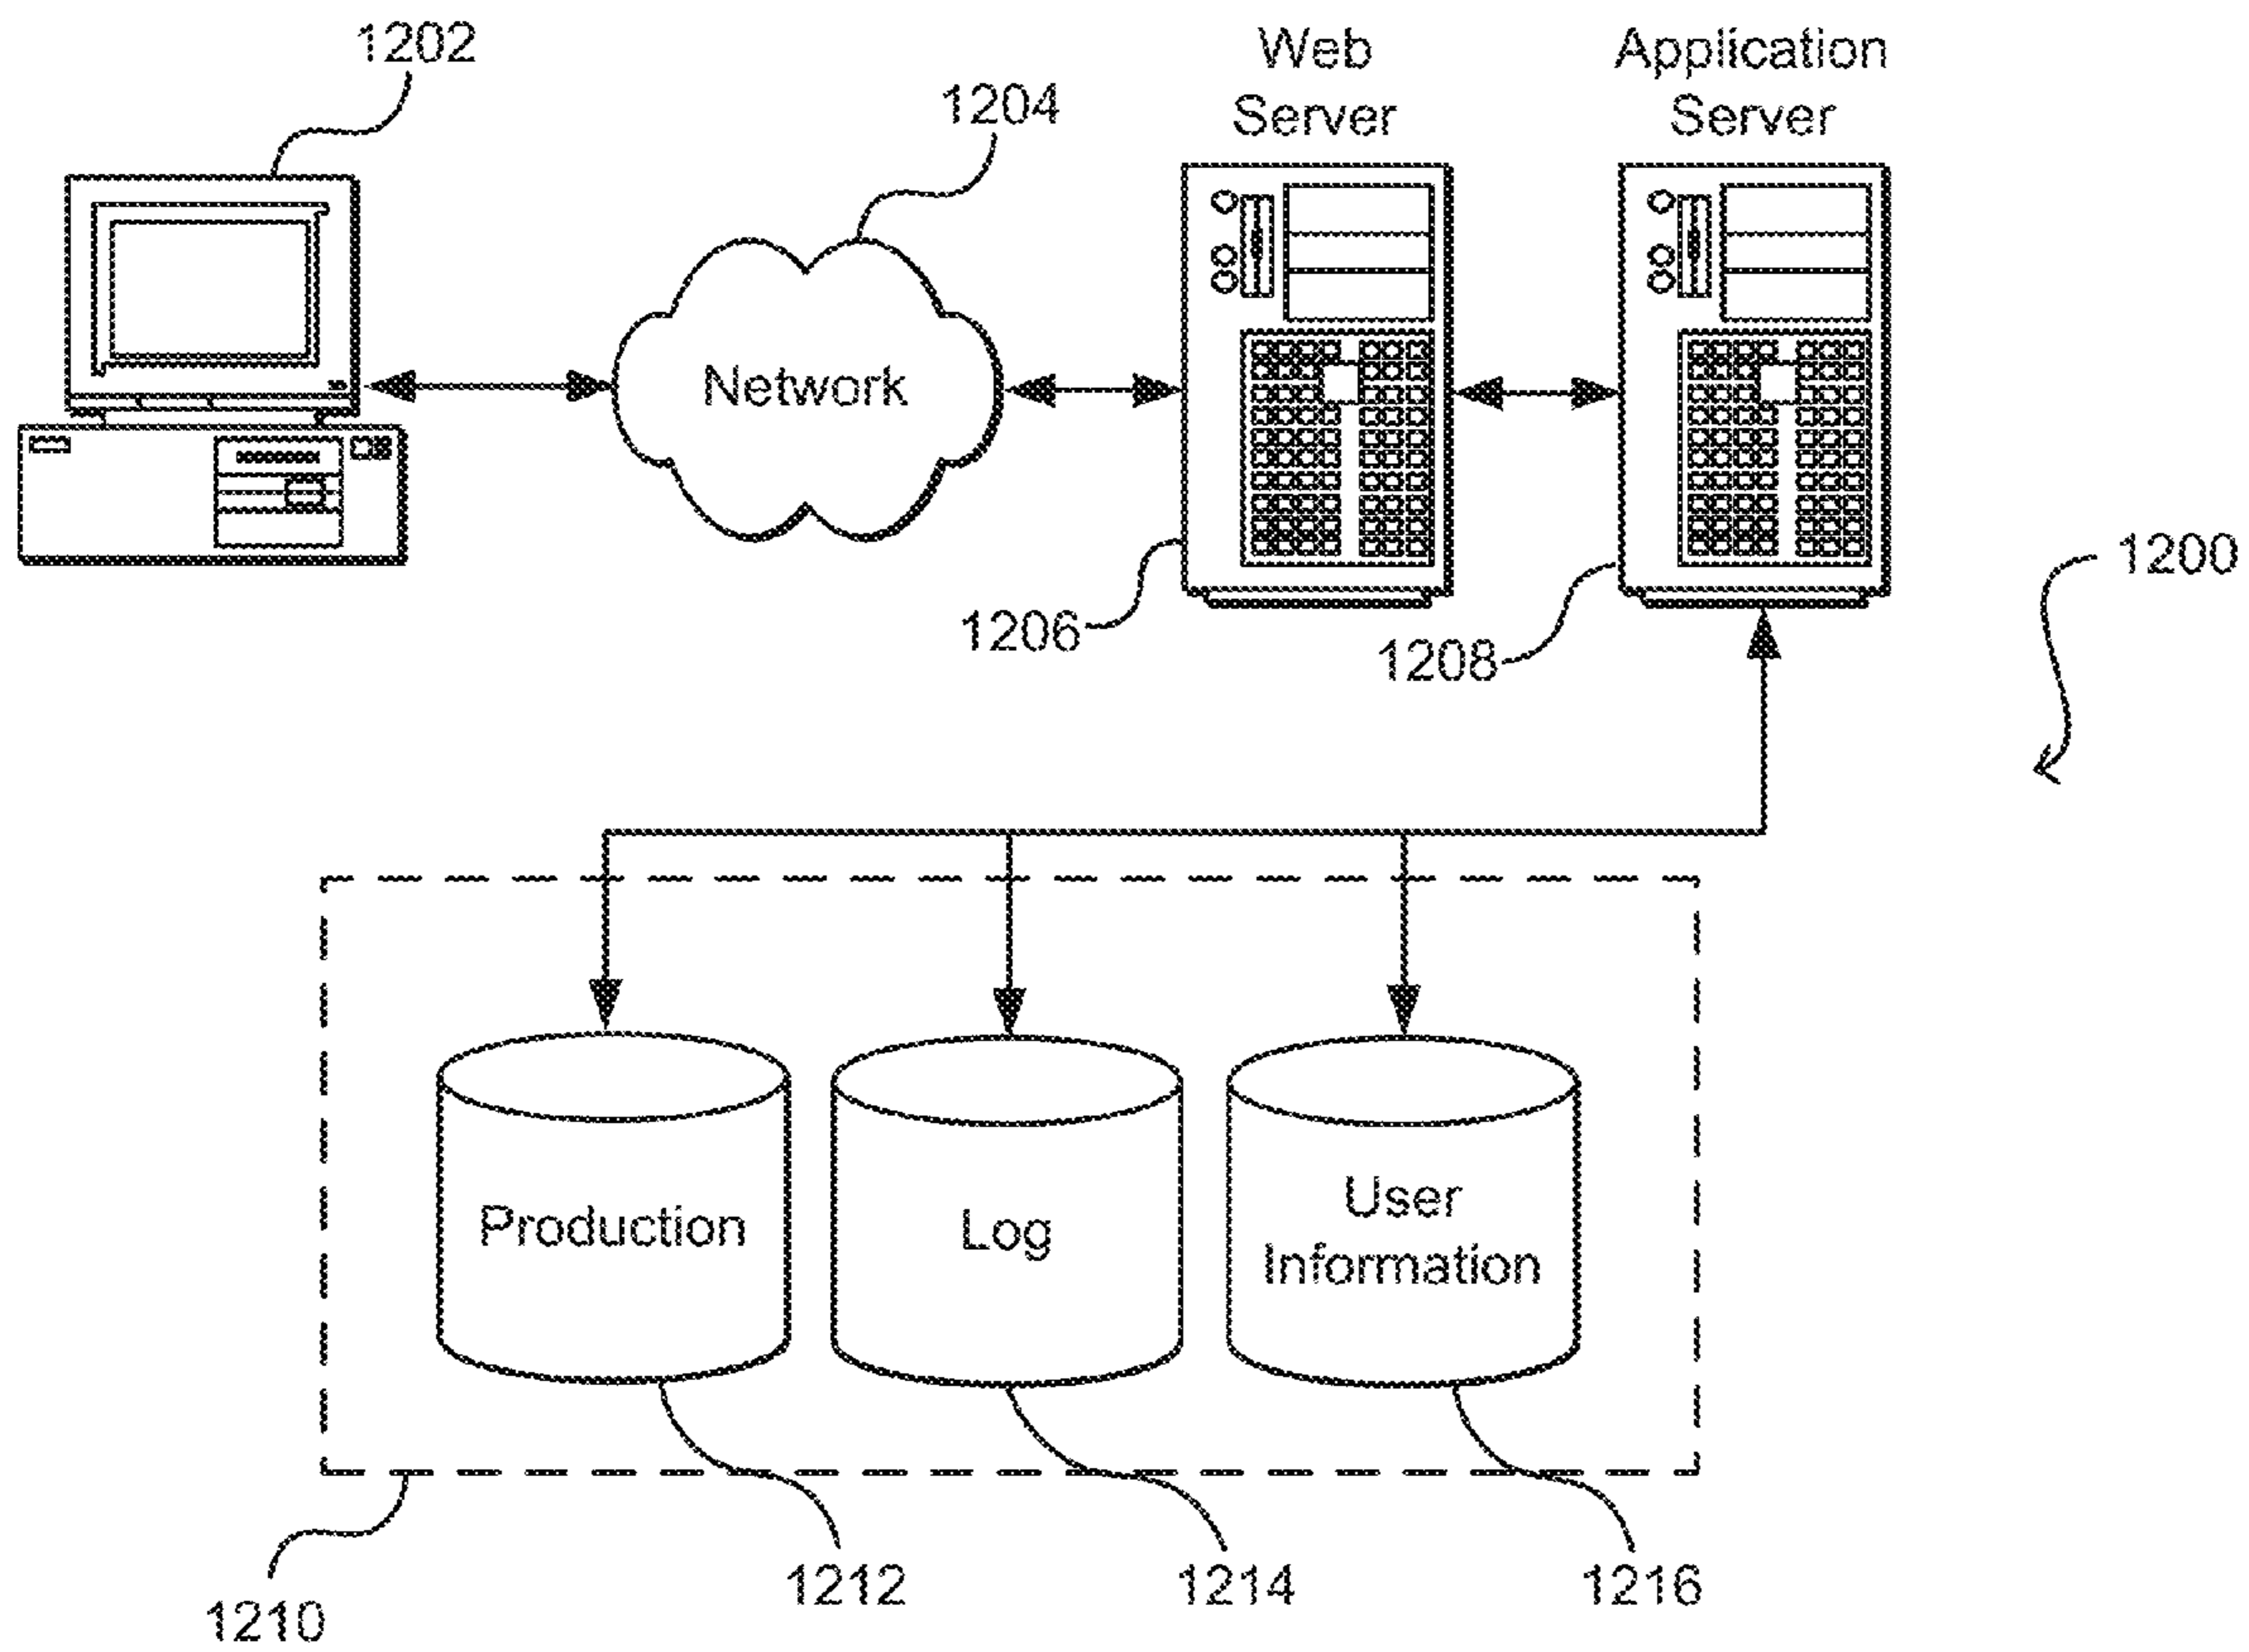 1202
1204
Web
Server
Application
Server
Network
1206
1208
1200
Production
Log
User
Information
1210
1212
1214
1216